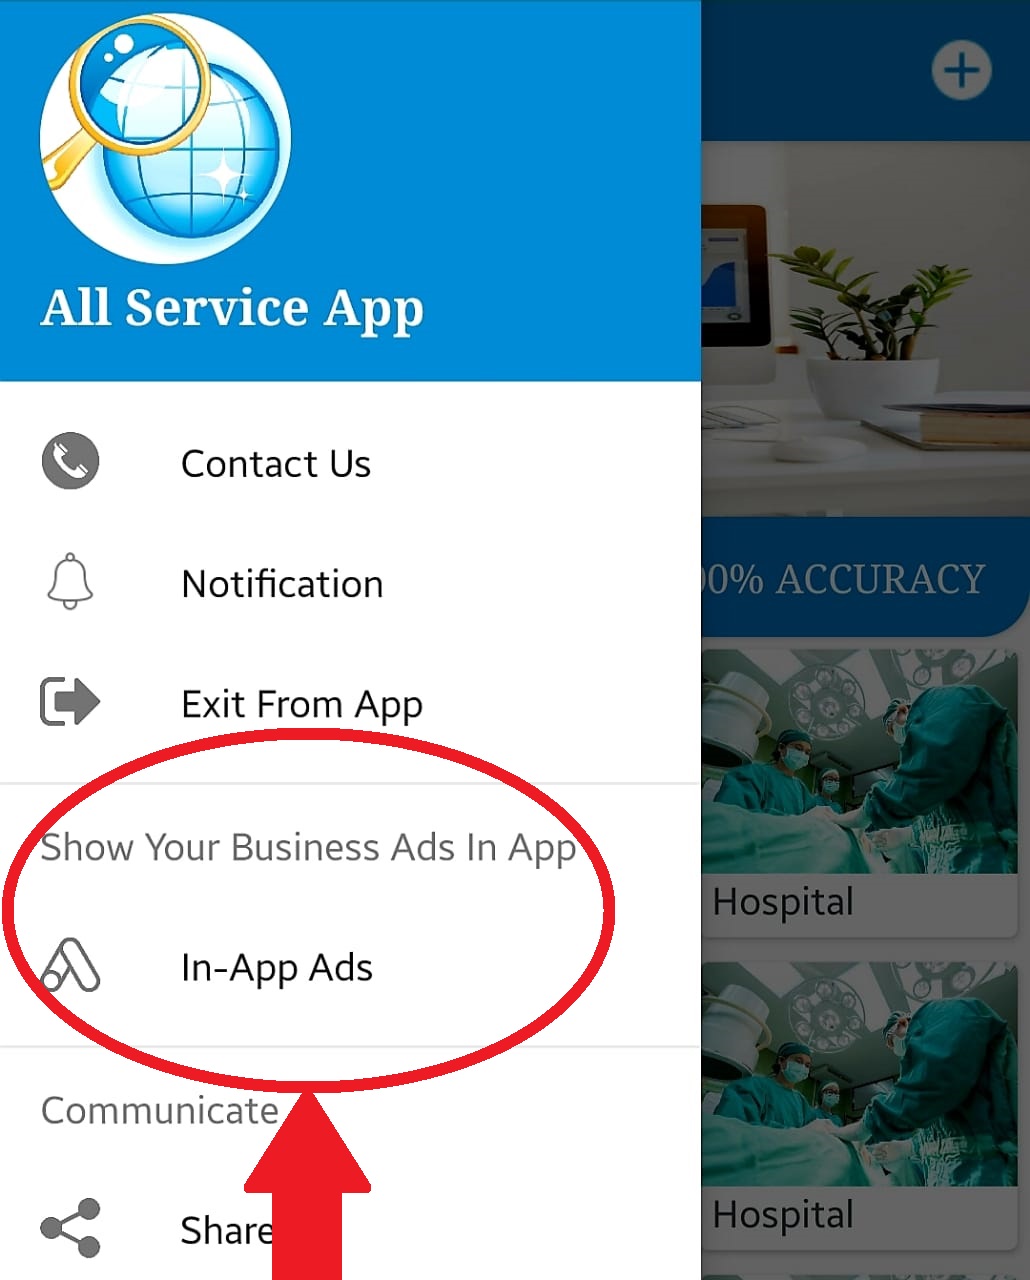 All Service App
Contact Us
Notification
Exit From App
Show Your Business Ads In App
In-App Ads
Communicate
Share
00% ACCURACY
Hospital
Hospital